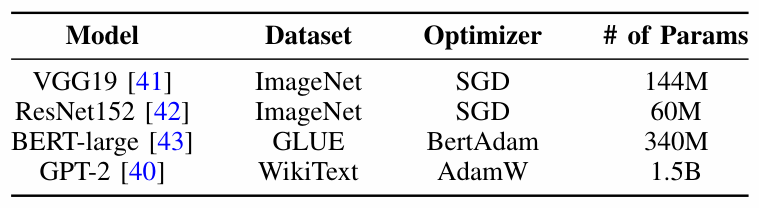 Model Dataset Optimizer # of Params
VGG19 [41] ImageNet SGD 144M
ResNet152 [42] ImageNet SGD 60M
BERT-large [43] GLUE BertAdam 340M
GPT-2 [40] WikiText AdamW 1.5B